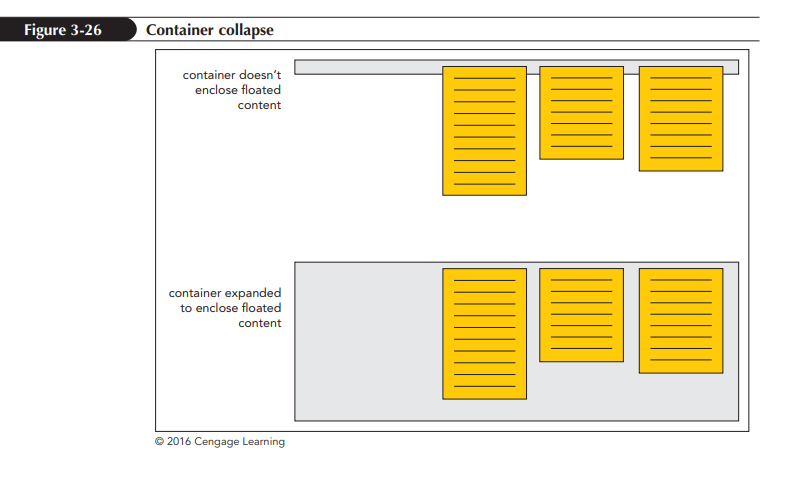 Figure 3-26
Container collapse
container doesn't
enclose floated
content
container expanded
to enclose floated
content
© 2016 Cengage Learning